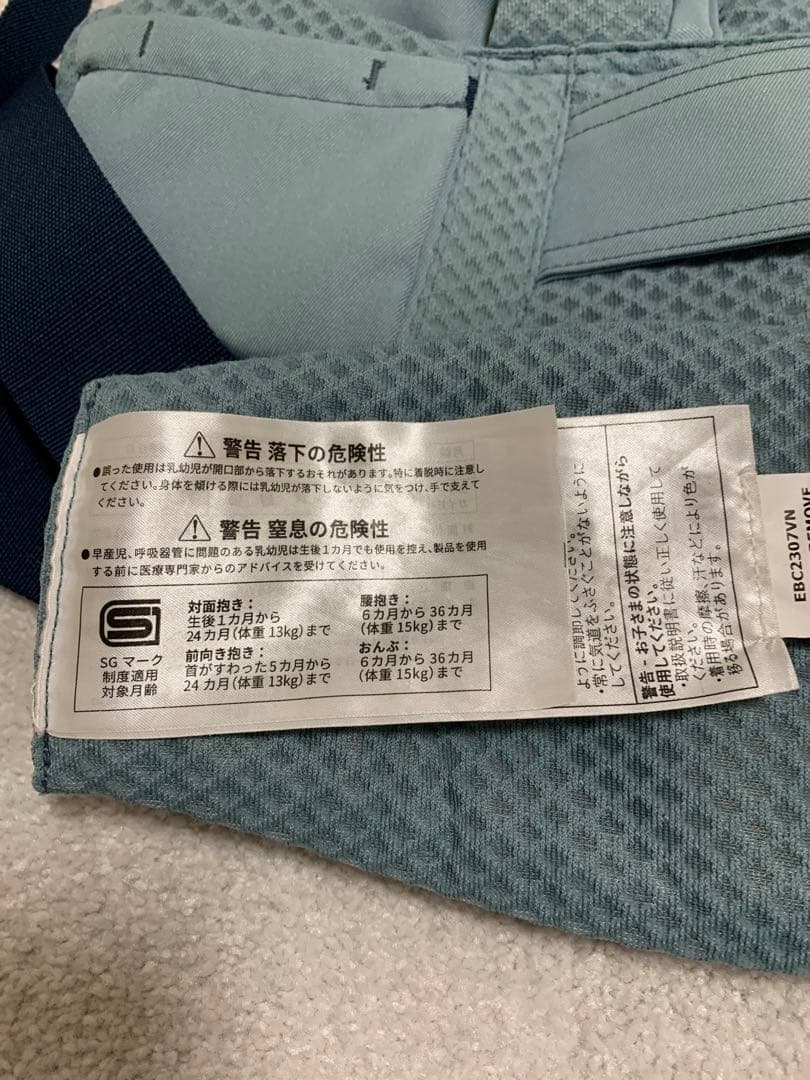 警告 落下の危険性
●誤った使用は乳幼児が開口部から落下するおそれがあります。特に着脱時に注意し
てください。身体を傾ける際には乳幼児が落下しないように気をつけ、手で支えて
ください。
警告 窒息の危険性
●早産児、呼吸器管に問題のある乳幼児は生後1カ月でも使用を控え、製品を使用
する前に医療専門家からのアドバイスを受けてください。
SG マーク
制度適用
対象月齢
対面抱き：
生後1カ月から
24カ月（体重13kg）まで
前向き抱き：
首がすわった5カ月から
24カ月（体重13kg）まで
腰抱き：
6カ月から36カ月
（体重15kg）まで
おんぶ：
6カ月から36カ月
（体重15kg）まで
ように調節してください。
・常に気道をふさぐことがないように
してください。
警告 - お子さまの状態に注意しながら
使用してください。
・取扱説明書に従い正しく使用して
ください。
・着用時の摩擦、汗などにより色が
移る場合があります。
EBC2307VN